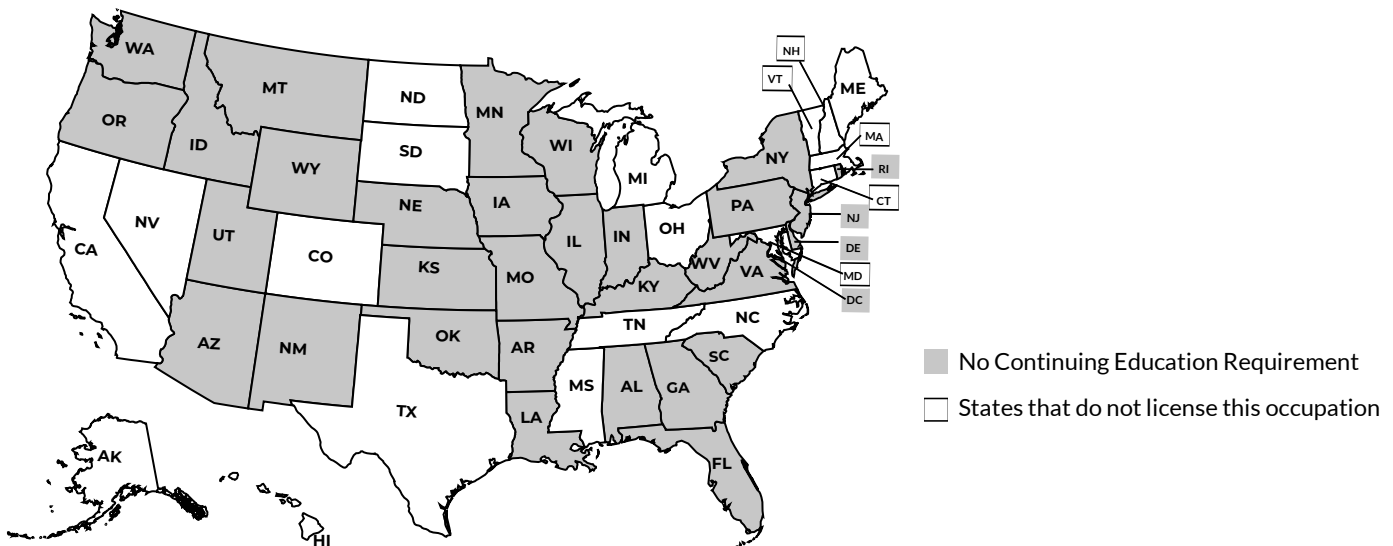 WA
MT
ND
MN
OR
ID
WY
SD
WI
MI
NH
VT
ME
MA
NY
RI
CT
NJ
DE
MD
DC
NV
UT
CO
NE
IA
PA
IL
IN
OH
CA
KS
MO
WV
VA
KY
AZ
NM
OK
AR
TN
NC
SC
TX
LA
MS
AL
GA
FL
AK
HI
No Continuing Education Requirement
States that do not license this occupation